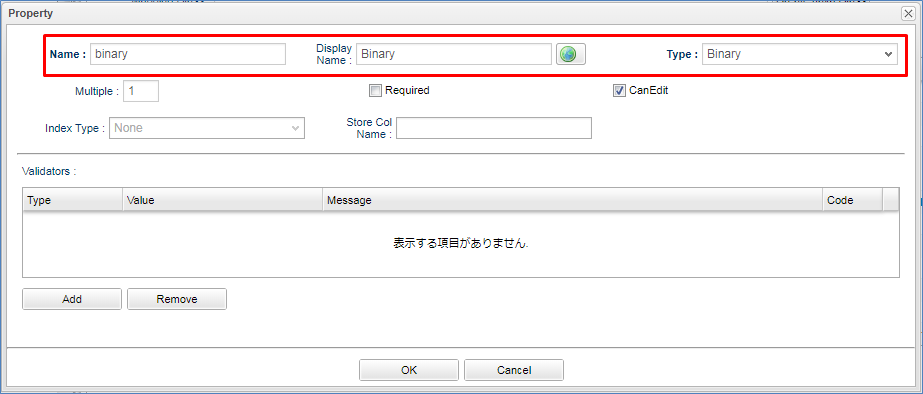 Property
Name : binary Display Name : Binary Type : Binary
Multiple : 1 Required CanEdit
Index Type : None Store Col Name :
Validators :
Type Value Message Code
表示する項目がありません.
Add Remove
OK Cancel